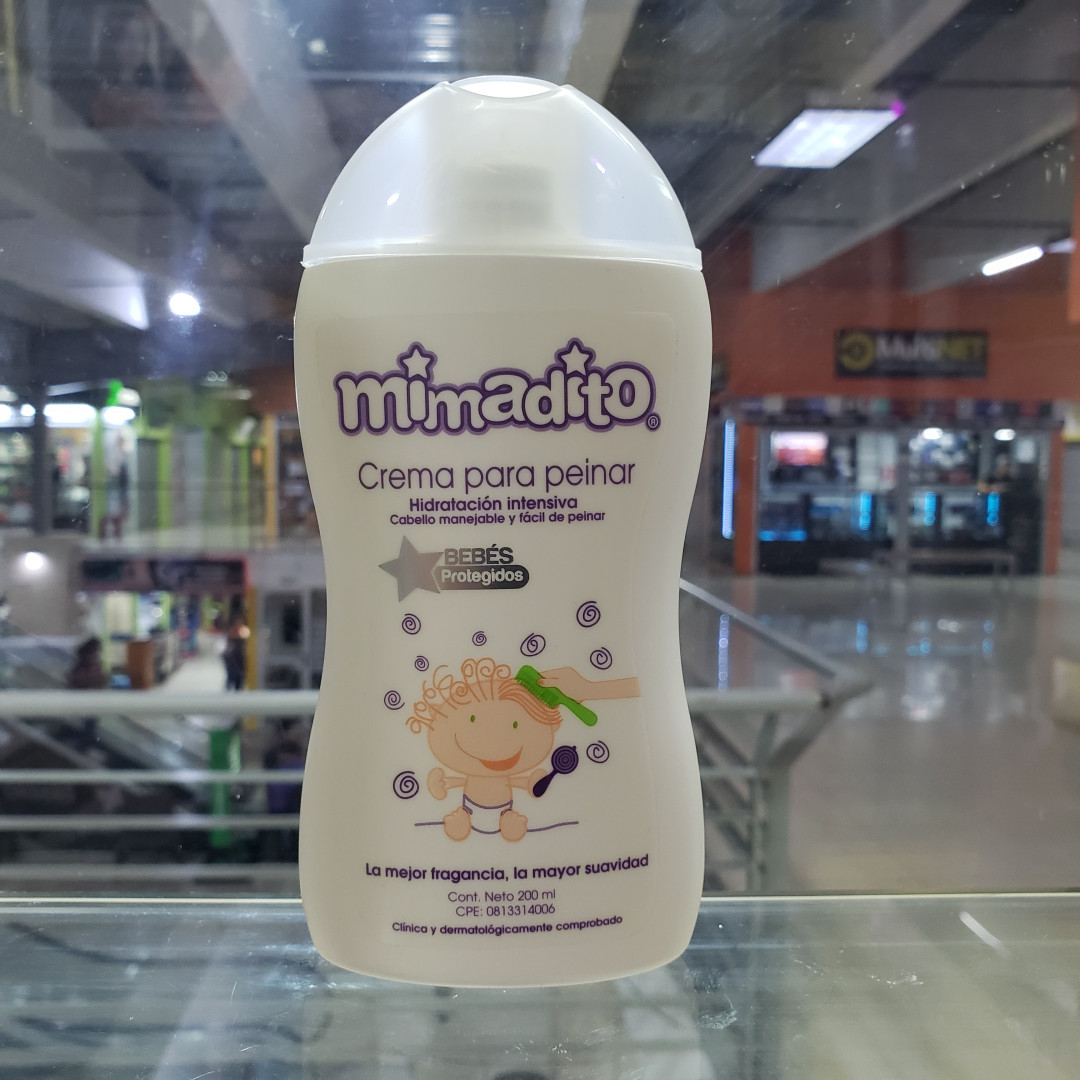 mimadito®
Crema para peinar
Hidratación intensiva
Cabello manejable y fácil de peinar
BEBÉS
Protegidos
La mejor fragancia, la mayor suavidad
Cont. Neto 200 ml
CPE: 0813314006
Clínica y dermatológicamente comprobado
MultiNET